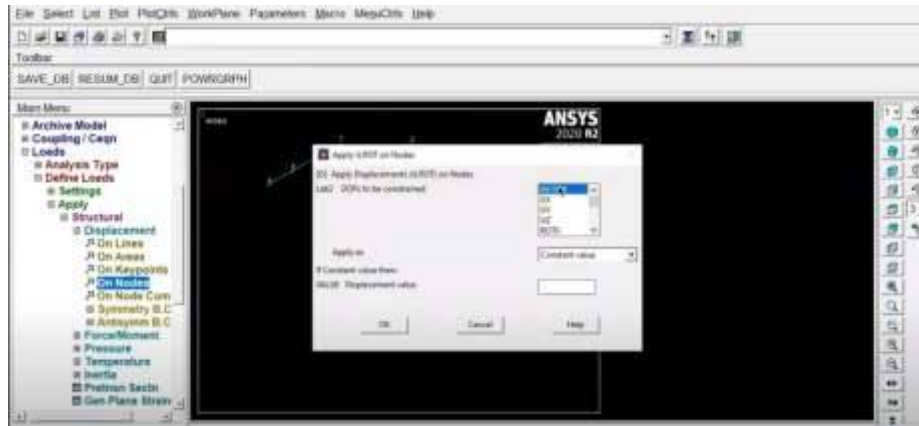 File Select List Plot PlotCtrls WorkPlane Parameters Macro MenuCtrls Help
Toolbar
SAVE_DB RESUM_DB QUIT POWRGRPH
Main Menu
Archive Model
Coupling / Ceqn
Loads
Analysis Type
Define Loads
Settings
Apply
Structural
Displacement
On Lines
On Areas
On Keypoints
On Nodes
On Node Com
Symmetry B.C
Antisymm B.C
Force/Moment
Pressure
Temperature
Inertia
Pretnsn Sectn
Gen Plane Strain
NODES
ANSYS
2020 R2
Apply U,ROT on Nodes
[D] Apply Displacements (U,ROT) on Nodes
Lab2 DOFs to be constrained
All DOF
UX
UY
UZ
ROTX
Apply as
Constant value
If Constant value then:
VALUE Displacement value
OK Cancel Help